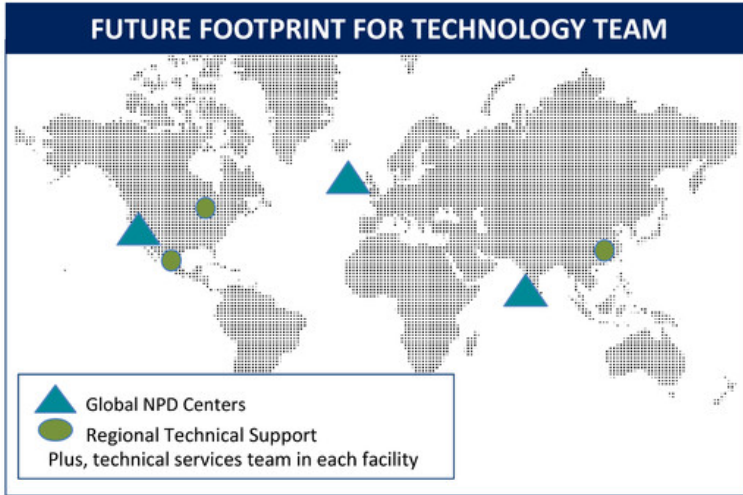 FUTURE FOOTPRINT FOR TECHNOLOGY TEAM
Global NPD Centers
Regional Technical Support
Plus, technical services team in each facility